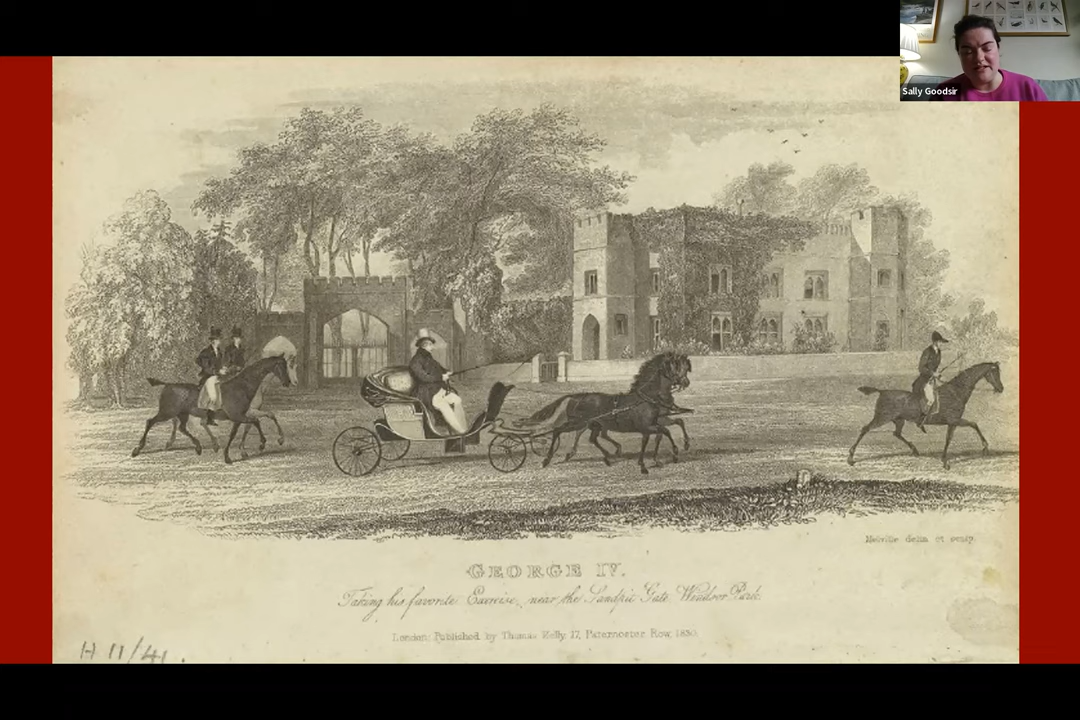 Sally Goodsir
Melville delin et sculp.
GEORGE IV.
Taking his favorite Exercise, near the Sandpit Gate Windsor Park.
London: Published by Thomas Kelly, 17, Paternoster Row, 1830.
H 11/41